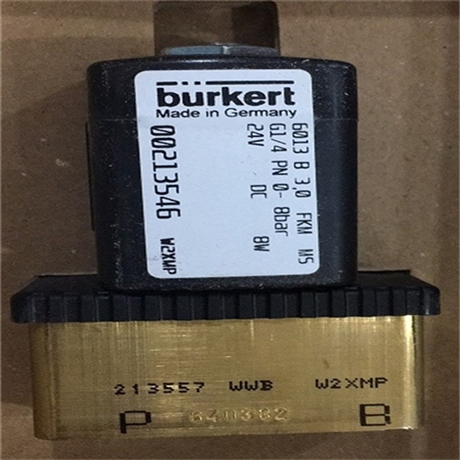 bürkert
Made in Germany
00213546 W2XMP
6013 B 3,0 FKM MS
G1/4 PN 0- 8bar
24V DC 8W
213557 WWB W2XMP
P B